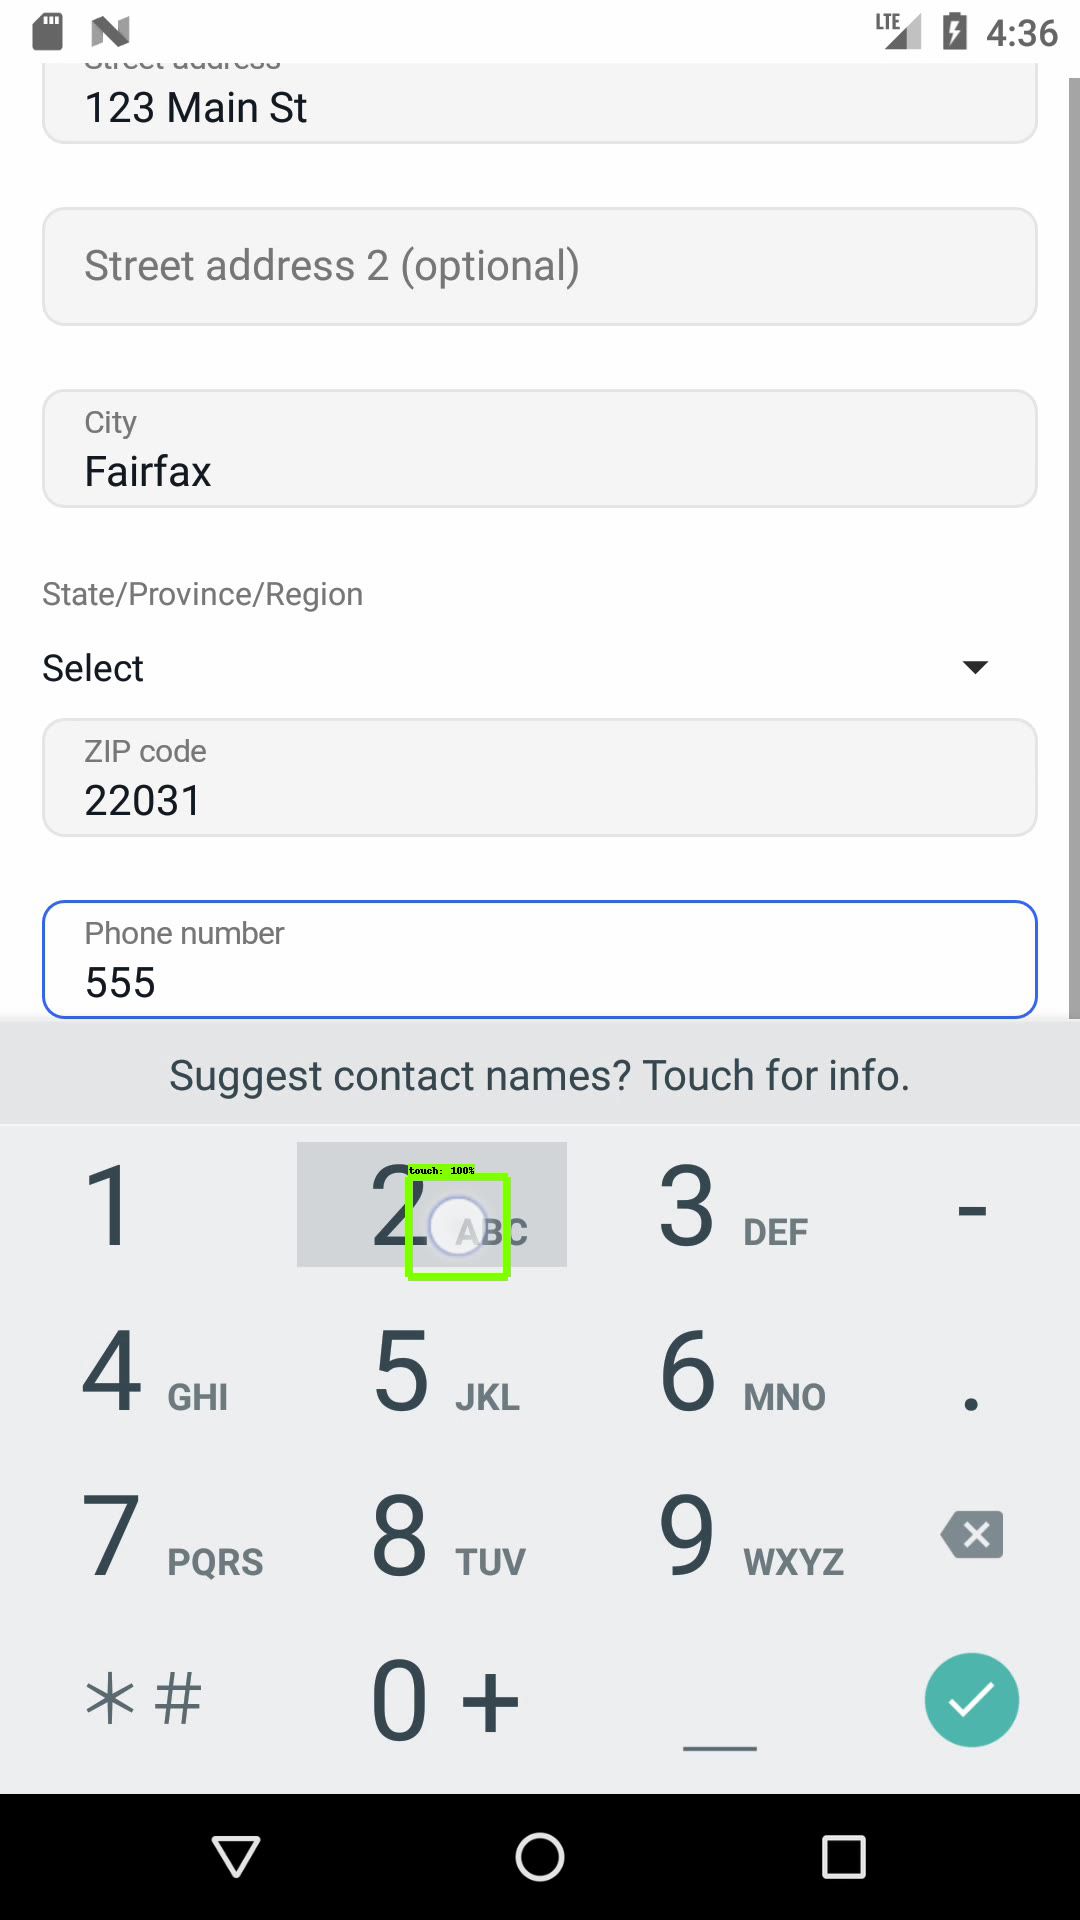 LTE 4:36
Street address
123 Main St
Street address 2 (optional)
City
Fairfax
State/Province/Region
Select
ZIP code
22031
Phone number
555
Suggest contact names? Touch for info.
touch: 100%
1 2 ABC 3 DEF -
4 GHI 5 JKL 6 MNO .
7 PQRS 8 TUV 9 WXYZ
* # 0 +